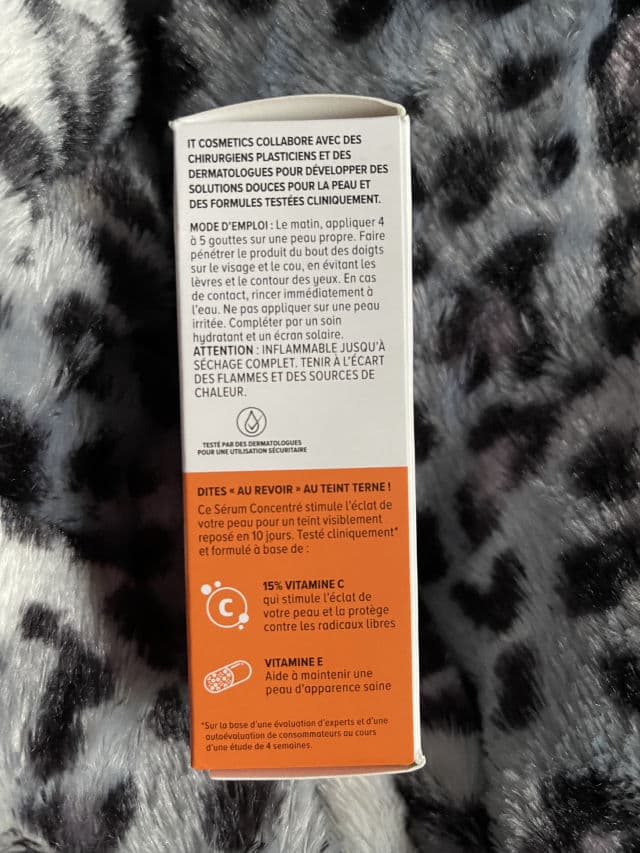 IT COSMETICS COLLABORE AVEC DES
CHIRURGIENS PLASTICIENS ET DES
DERMATOLOGUES POUR DÉVELOPPER DES
SOLUTIONS DOUCES POUR LA PEAU ET
DES FORMULES TESTÉES CLINIQUEMENT.
MODE D'EMPLOI : Le matin, appliquer 4
à 5 gouttes sur une peau propre. Faire
pénétrer le produit du bout des doigts
sur le visage et le cou, en évitant les
lèvres et le contour des yeux. En cas
de contact, rincer immédiatement à
l'eau. Ne pas appliquer sur une peau
irritée. Compléter par un soin
hydratant et un écran solaire.
ATTENTION : INFLAMMABLE JUSQU'À
SÉCHAGE COMPLET. TENIR À L'ÉCART
DES FLAMMES ET DES SOURCES DE
CHALEUR.
TESTÉ PAR DES DERMATOLOGUES
POUR UNE UTILISATION SÉCURITAIRE
DITES « AU REVOIR » AU TEINT TERNE !
Ce Sérum Concentré stimule l'éclat de
votre peau pour un teint visiblement
reposé en 10 jours. Testé cliniquement*
et formulé à base de :
C
15% VITAMINE C
qui stimule l'éclat de
votre peau et la protège
contre les radicaux libres
VITAMINE E
Aide à maintenir une
peau d'apparence saine
*Sur la base d'une évaluation d'experts et d'une
autoévaluation de consommateurs au cours
d'une étude de 4 semaines.